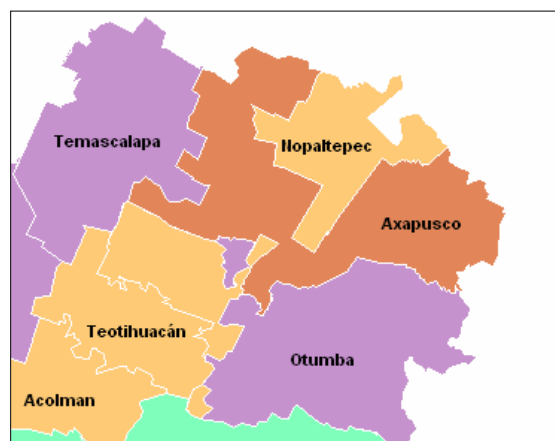 Temascalapa
Nopaltepec
Axapusco
Teotihuacán
Otumba
Acolman